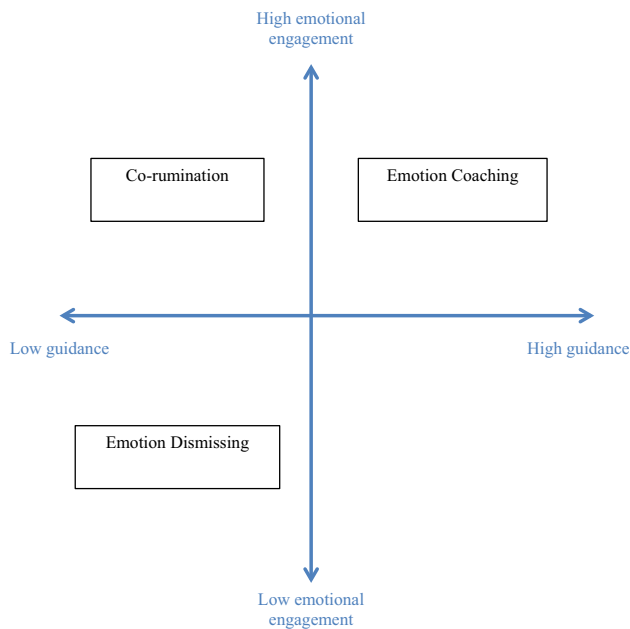 High emotional
engagement
Co-rumination
Emotion Coaching
Low guidance
High guidance
Emotion Dismissing
Low emotional
engagement